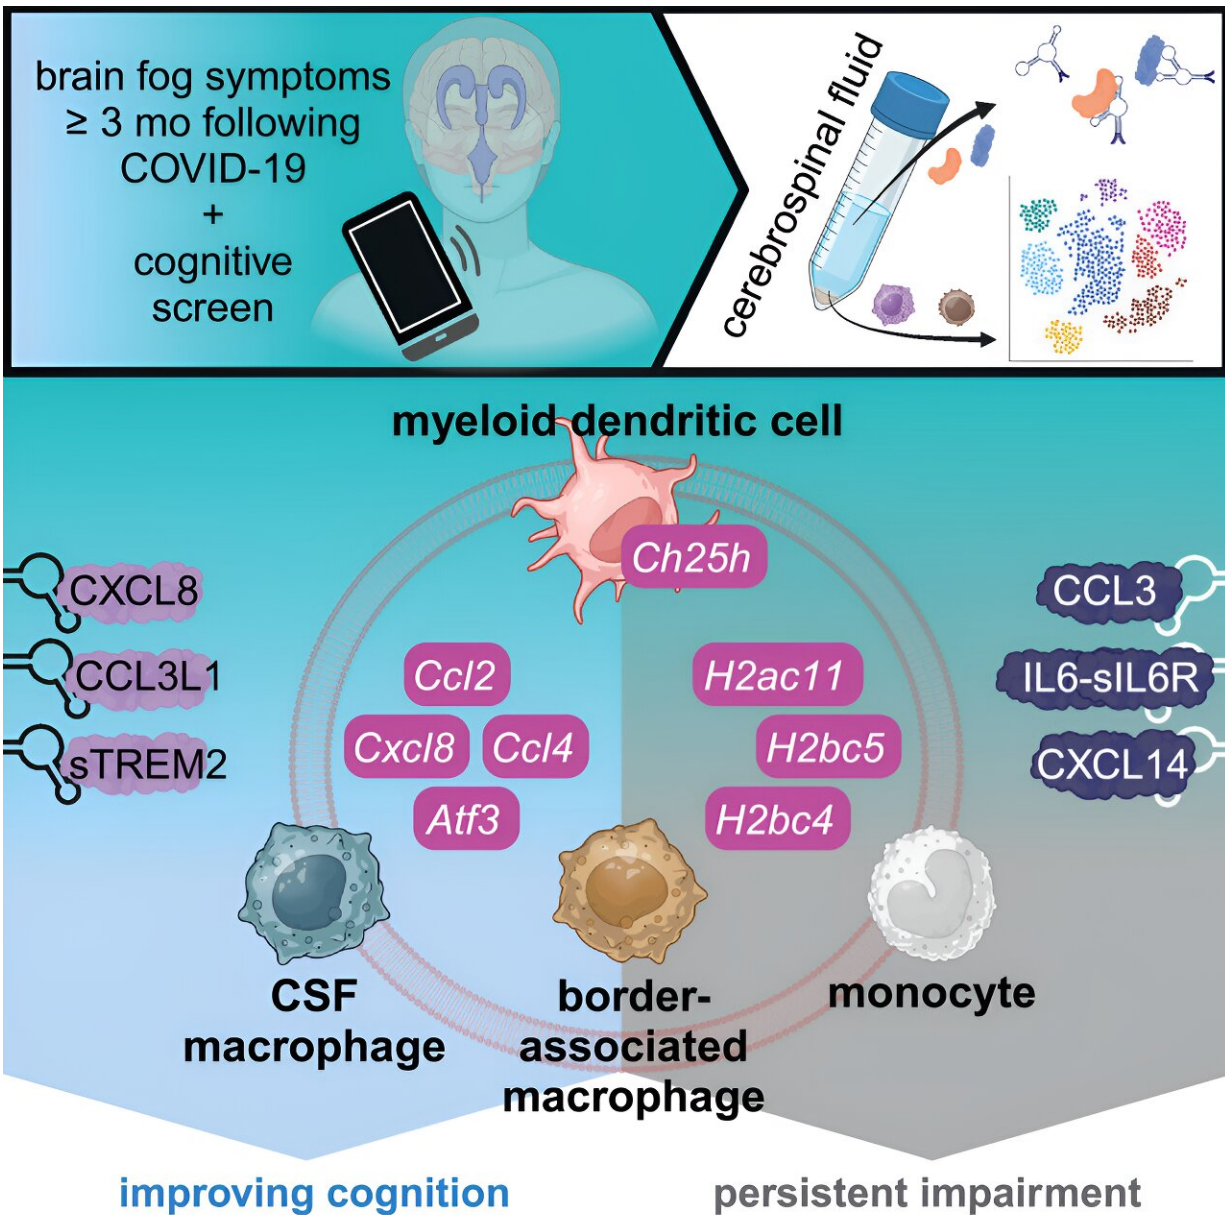 brain fog symptoms
≥ 3 mo following
COVID-19
+
cognitive
screen
cerebrospinal fluid
myeloid dendritic cell
Ch25h
CXCL8
CCL3L1
sTREM2
Ccl2
Cxcl8 Ccl4
Atf3
H2ac11
H2bc5
H2bc4
CCL3
IL6-sIL6R
CXCL14
CSF
macrophage
border-
associated
macrophage
monocyte
improving cognition
persistent impairment